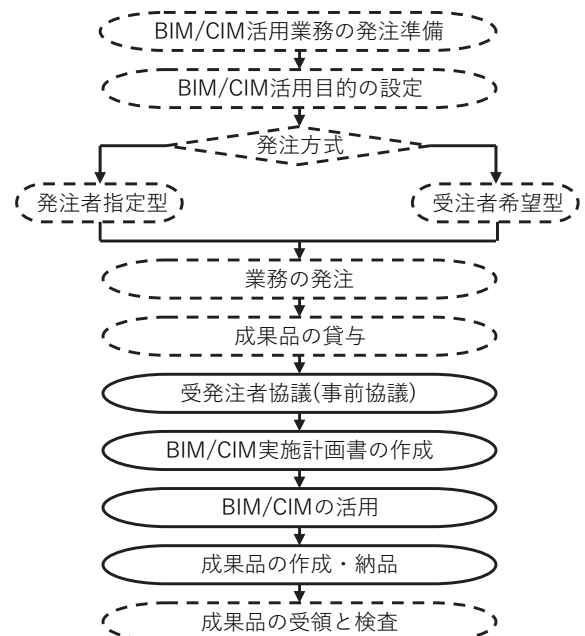 BIM/CIM活用業務の発注準備
BIM/CIM活用目的の設定
発注方式
発注者指定型
受注者希望型
業務の発注
成果品の貸与
受発注者協議(事前協議)
BIM/CIM実施計画書の作成
BIM/CIMの活用
成果品の作成・納品
成果品の受領と検査